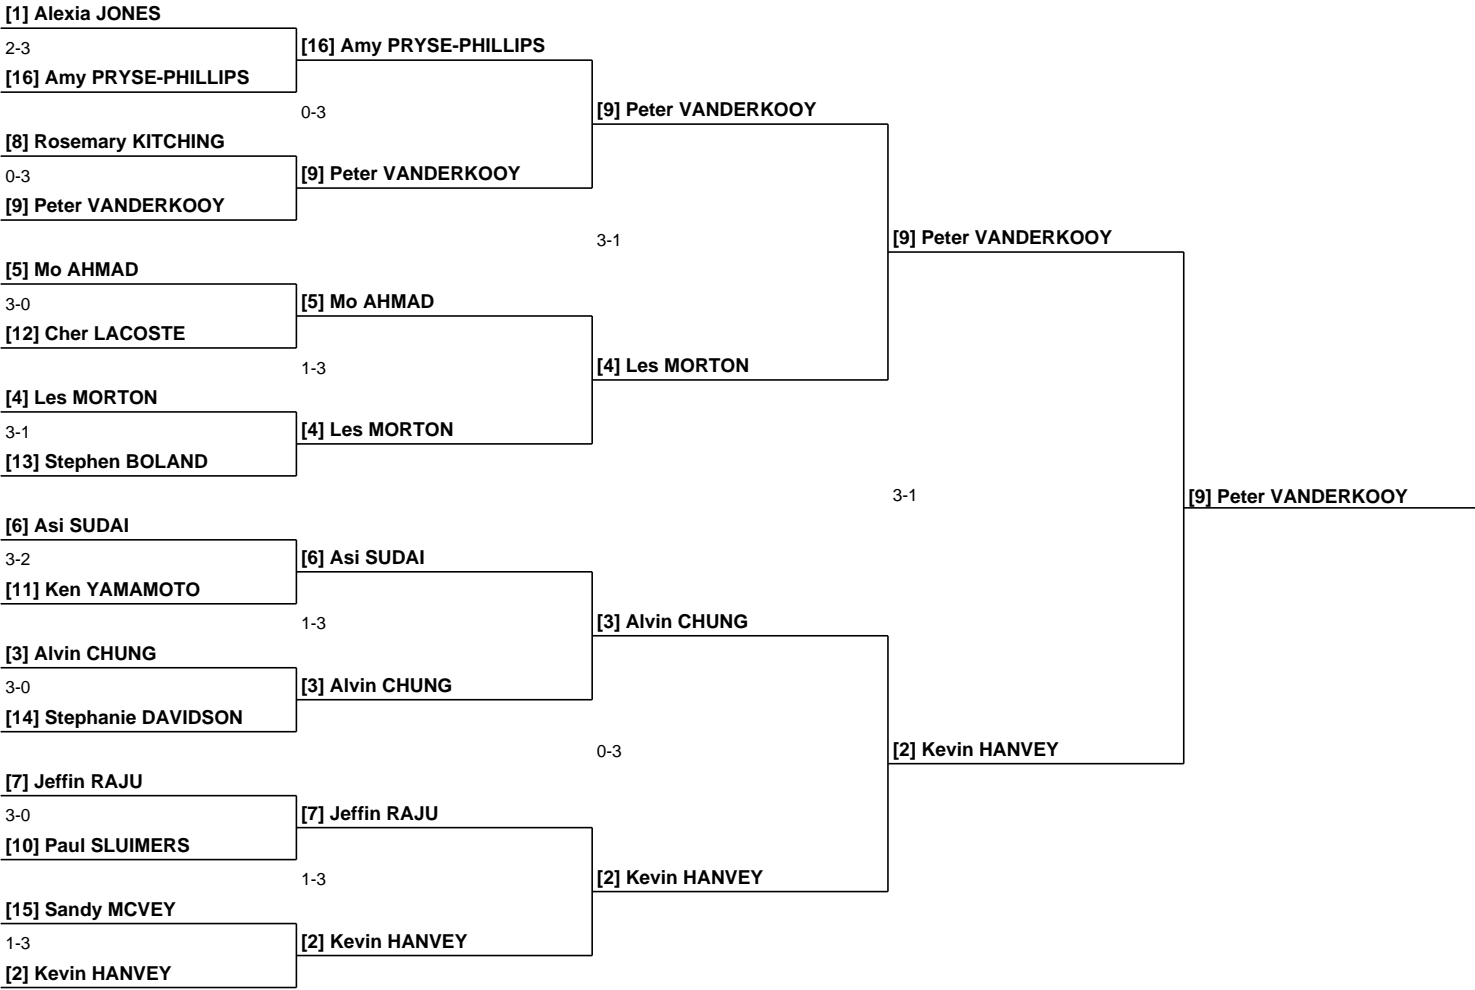 [1] Alexia JONES
2-3
[16] Amy PRYSE-PHILLIPS
[16] Amy PRYSE-PHILLIPS
0-3
[9] Peter VANDERKOOY
[8] Rosemary KITCHING
0-3
[9] Peter VANDERKOOY
[9] Peter VANDERKOOY
3-1
[9] Peter VANDERKOOY
[5] Mo AHMAD
3-0
[5] Mo AHMAD
[12] Cher LACOSTE
1-3
[4] Les MORTON
[4] Les MORTON
3-1
[4] Les MORTON
[13] Stephen BOLAND
3-1
[9] Peter VANDERKOOY
[6] Asi SUDAI
3-2
[6] Asi SUDAI
[11] Ken YAMAMOTO
1-3
[3] Alvin CHUNG
[3] Alvin CHUNG
3-0
[3] Alvin CHUNG
[14] Stephanie DAVIDSON
0-3
[2] Kevin HANVEY
[7] Jeffin RAJU
3-0
[7] Jeffin RAJU
[10] Paul SLUIMERS
1-3
[2] Kevin HANVEY
[15] Sandy MCVEY
1-3
[2] Kevin HANVEY
[2] Kevin HANVEY